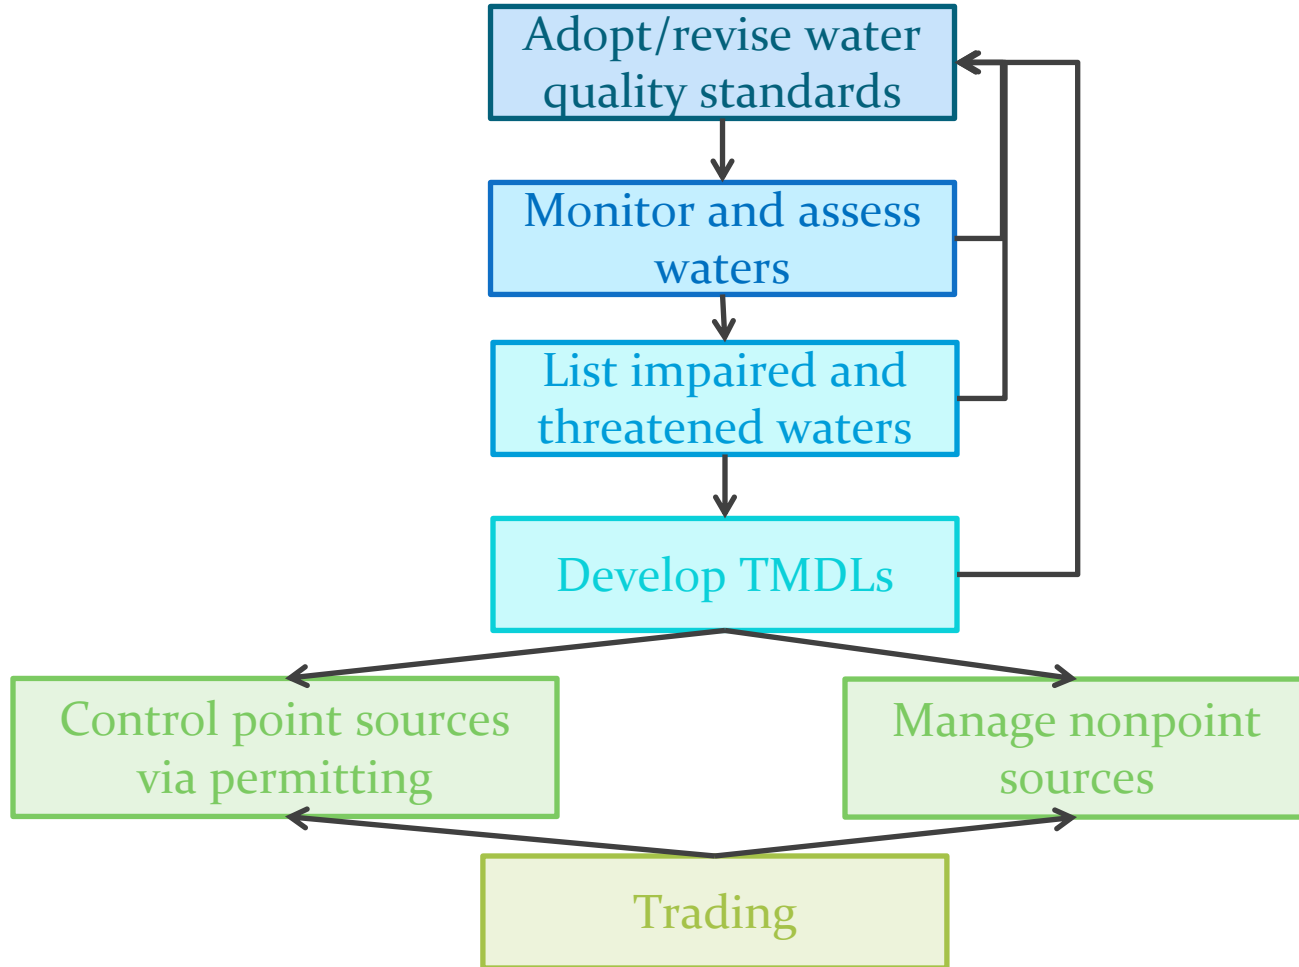 Adopt/revise water
quality standards
Monitor and assess
waters
List impaired and
threatened waters
Develop TMDLs
Control point sources
via permitting
Manage nonpoint
sources
Trading